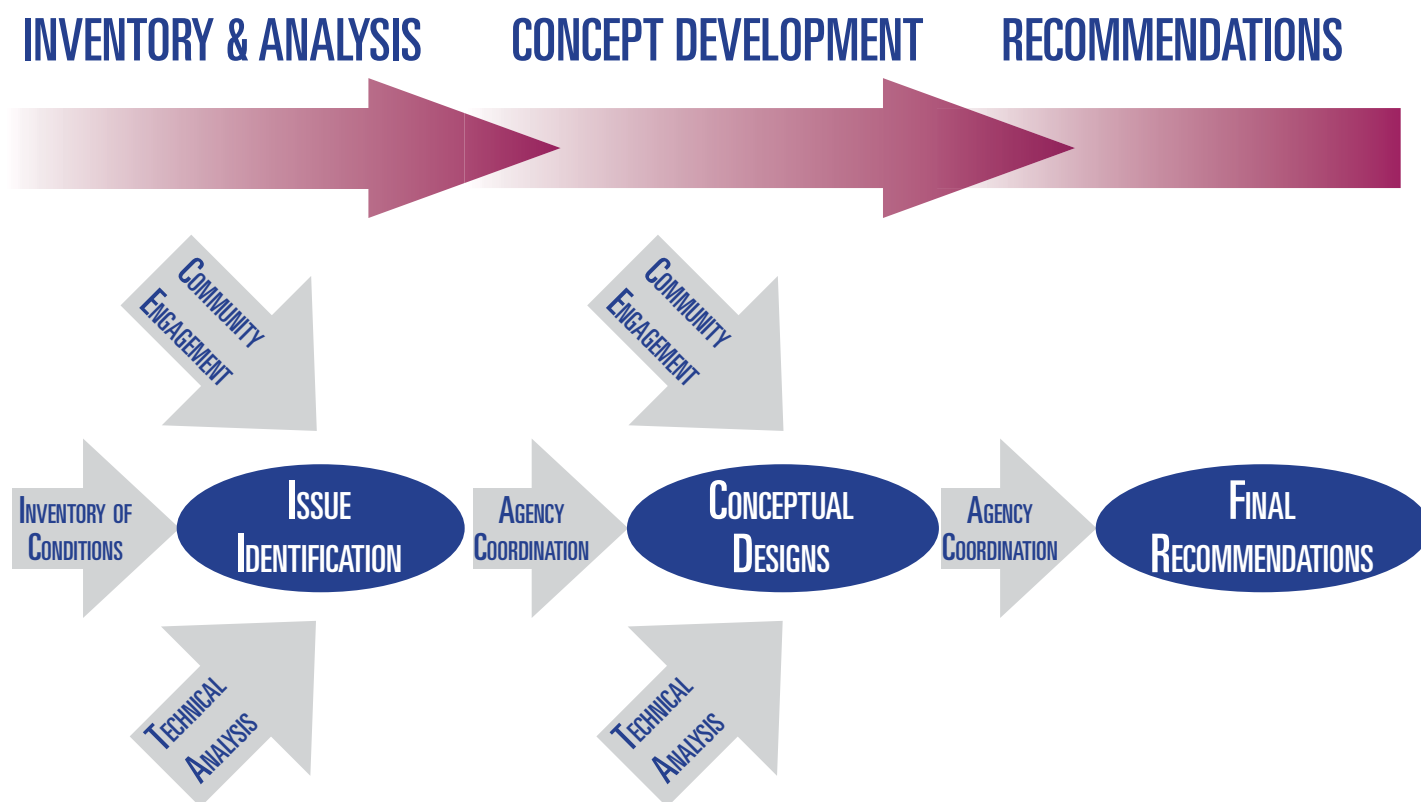 INVENTORY & ANALYSIS
CONCEPT DEVELOPMENT
RECOMMENDATIONS
COMMUNITY
ENGAGEMENT
COMMUNITY
ENGAGEMENT
INVENTORY OF
CONDITIONS
ISSUE
IDENTIFICATION
AGENCY
COORDINATION
CONCEPTUAL
DESIGNS
AGENCY
COORDINATION
FINAL
RECOMMENDATIONS
TECHNICAL
ANALYSIS
TECHNICAL
ANALYSIS